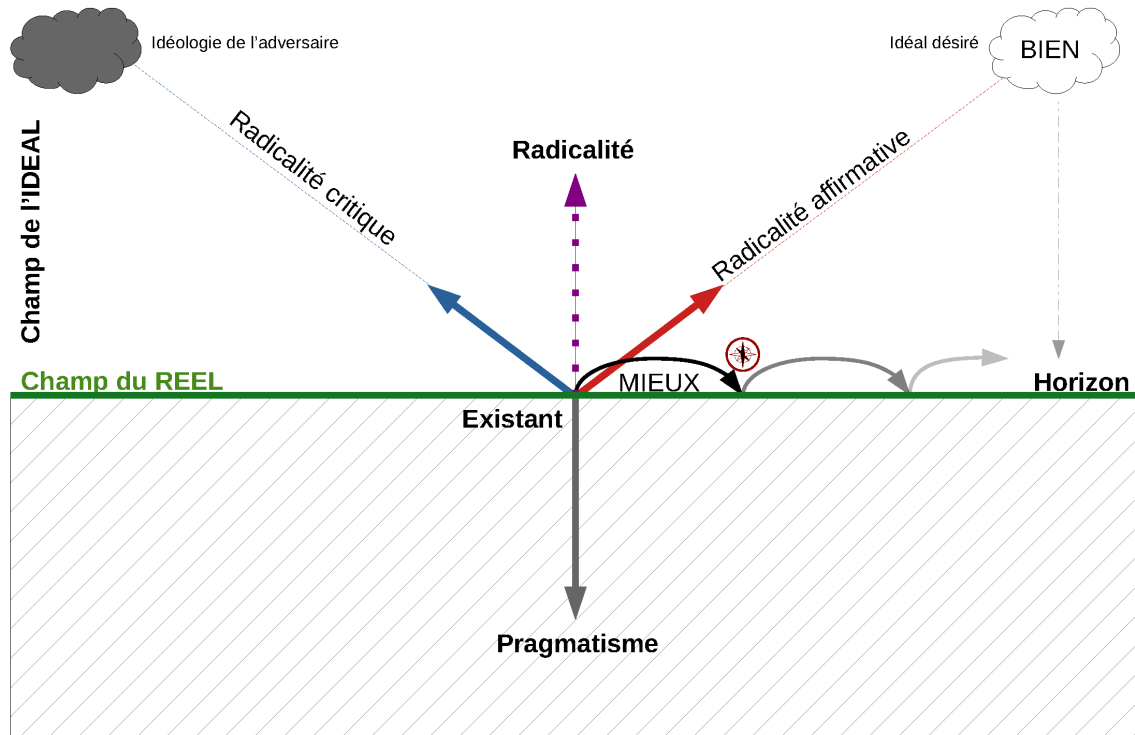 Idéologie de l'adversaire
Idéal désiré
BIEN
Radicalité critique
Radicalité
Radicalité affirmative
Champ de l'IDEAL
Champ du REEL
MIEUX
Horizon
Existant
Pragmatisme